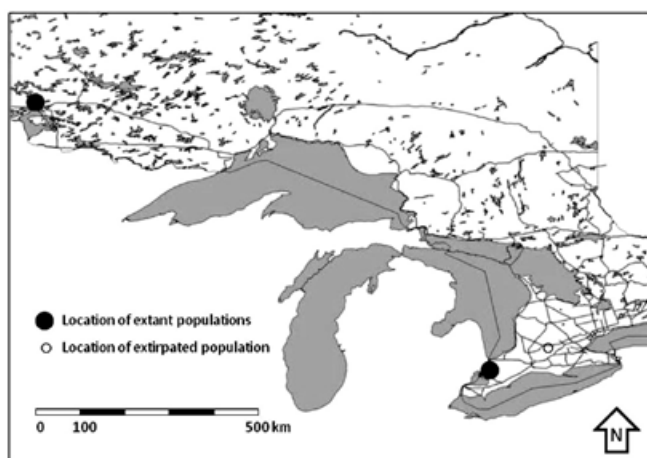 Location of extant populations
Location of extirpated population
0 100 500 km
N